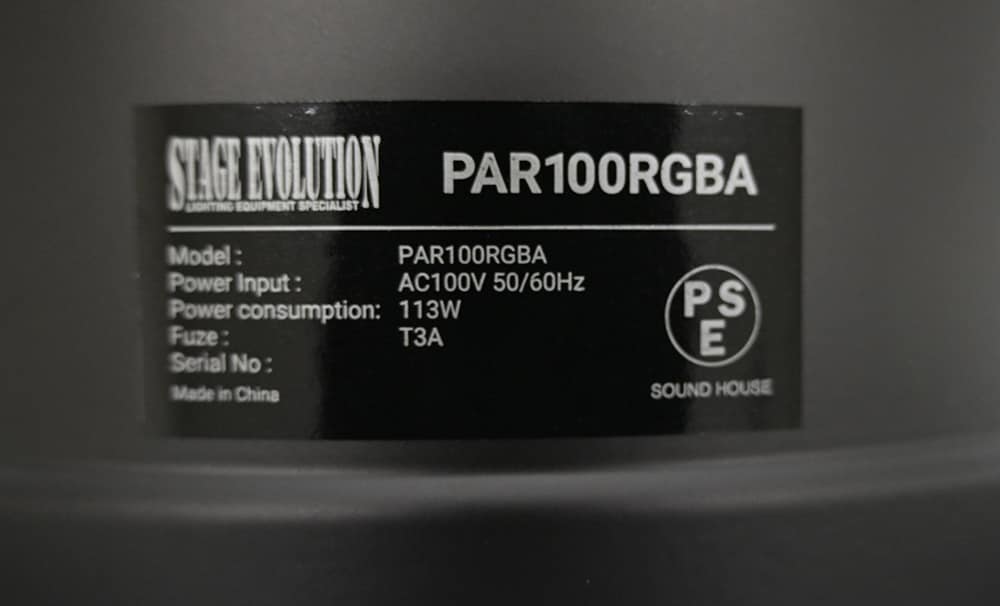 STAGE EVOLUTION
LIGHTING EQUIPMENT SPECIALIST
PAR100RGBA
Model : PAR100RGBA
Power Input : AC100V 50/60Hz
Power consumption: 113W
Fuze : T3A
Serial No :
Made in China
PS
E
SOUND HOUSE